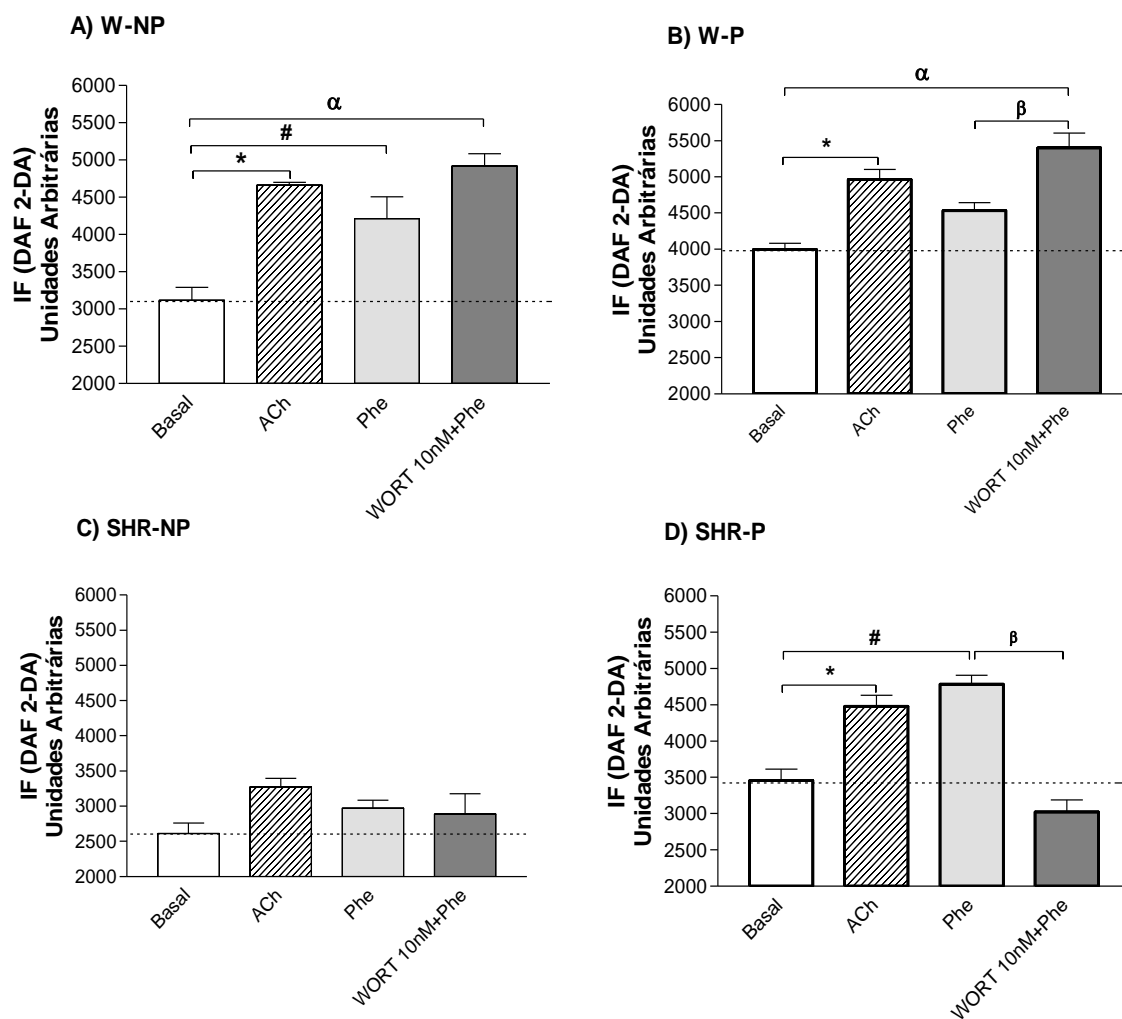 A) W-NP
IF (DAF 2-DA)
Unidades Arbitrárias
6000
5500
5000
4500
4000
3500
3000
2500
2000
α
#
*
Basal
ACh
Phe
WORT 10nM+Phe
B) W-P
IF (DAF 2-DA)
Unidades Arbitrárias
6000
5500
5000
4500
4000
3500
3000
2500
2000
α
β
*
Basal
ACh
Phe
WORT 10nM+Phe
C) SHR-NP
IF (DAF 2-DA)
Unidades Arbitrárias
6000
5500
5000
4500
4000
3500
3000
2500
2000
Basal
ACh
Phe
WORT 10nM+Phe
D) SHR-P
IF (DAF 2-DA)
Unidades Arbitrárias
6000
5500
5000
4500
4000
3500
3000
2500
2000
#
β
*
Basal
ACh
Phe
WORT 10nM+Phe